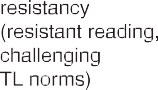 resistancy
(resistant reading,
challenging
TL norms)